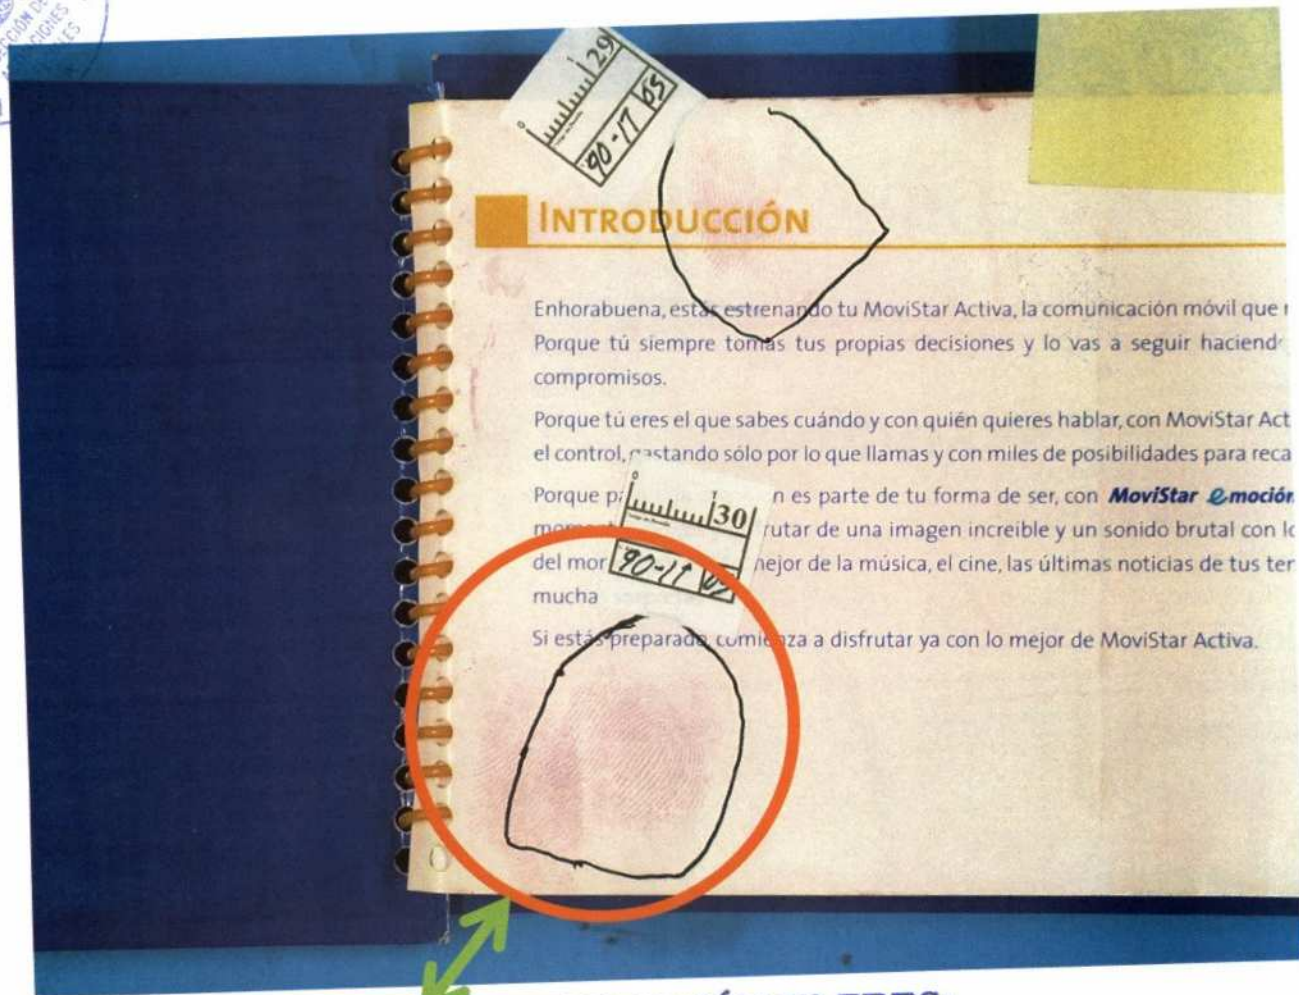 29
90-17 05
INTRODUCCIÓN
Enhorabuena, estás estrenando tu MoviStar Activa, la comunicación móvil que
Porque tú siempre tomas tus propias decisiones y lo vas a seguir haciend
compromisos.
Porque tú eres el que sabes cuándo y con quién quieres hablar, con MoviStar Act
el control, gastando sólo por lo que llamas y con miles de posibilidades para reca
Porque es parte de tu forma de ser, con MoviStar emoción
30
rutar de una imagen increíble y un sonido brutal con lo
del mor 90-17 ejor de la música, el cine, las últimas noticias de tus ter
mucha
Si estás preparado, comienza a disfrutar ya con lo mejor de MoviStar Activa.